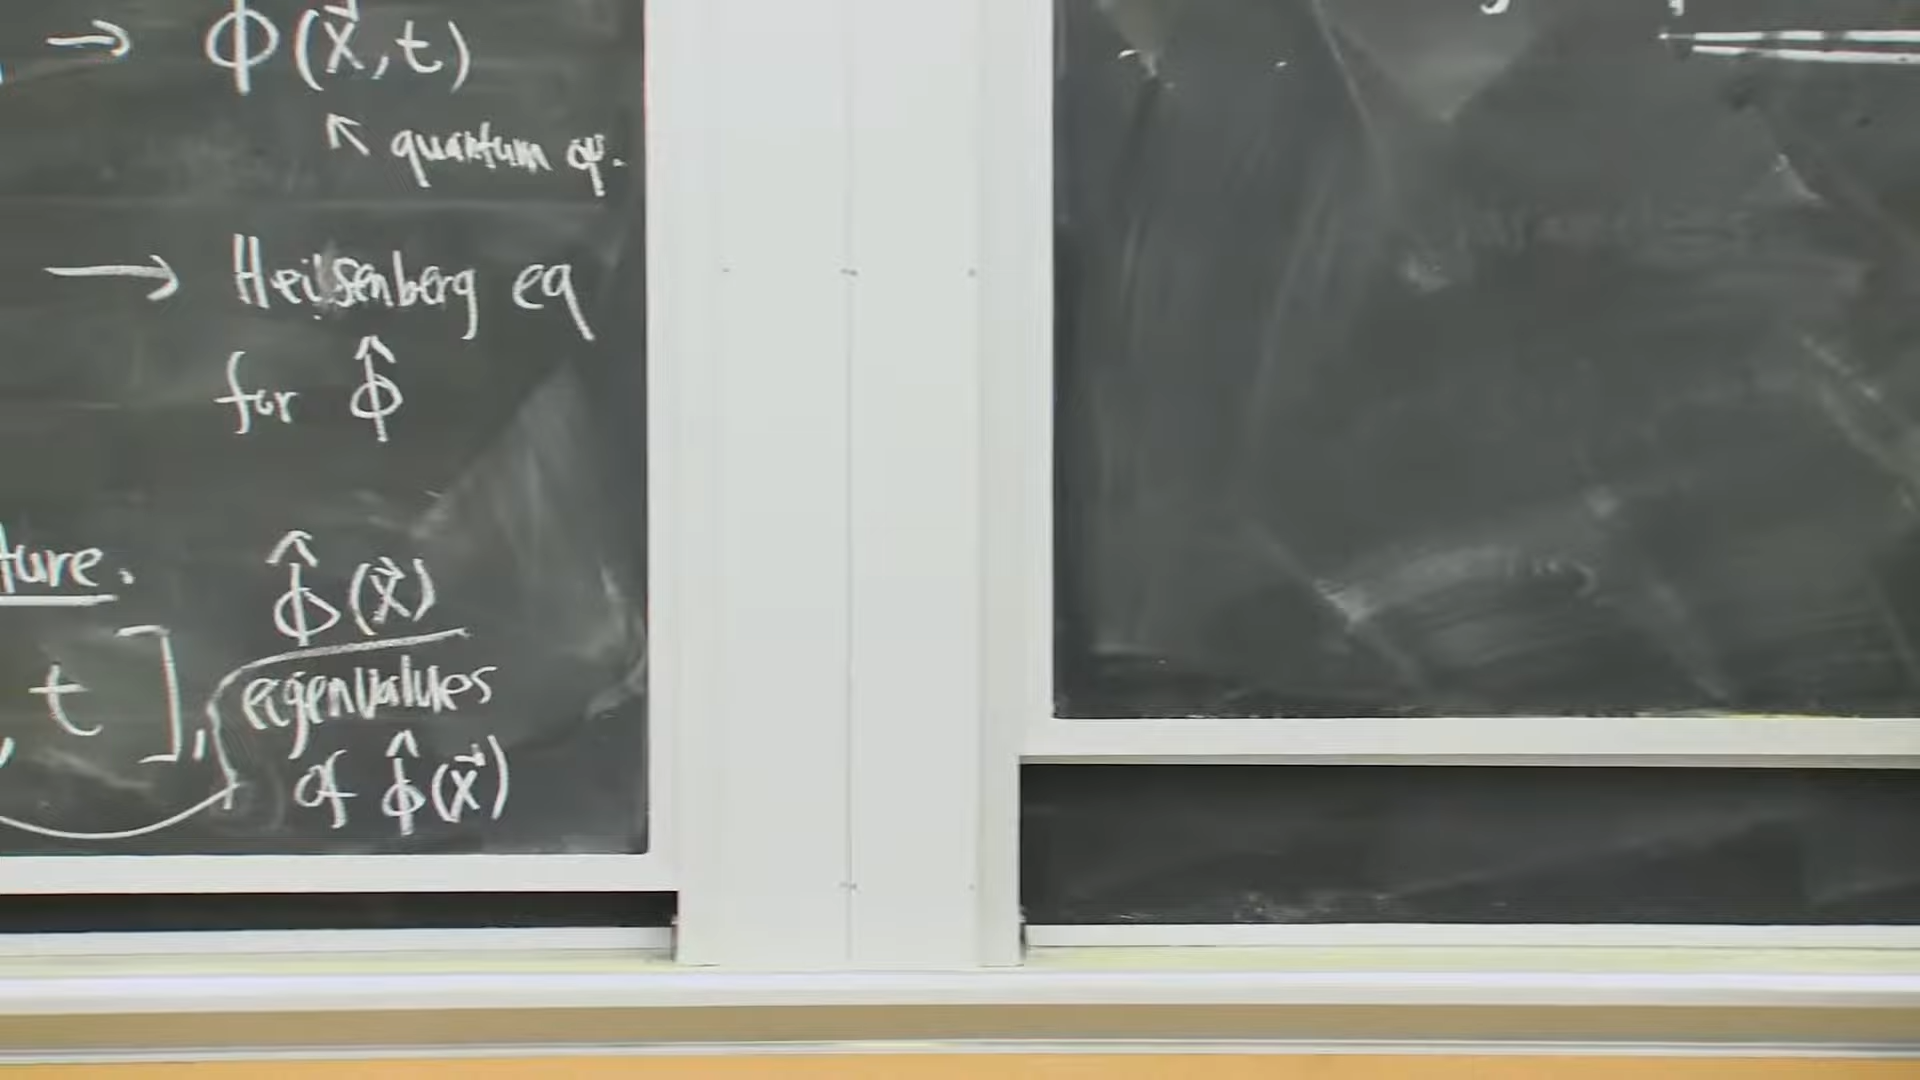 → ϕ(x⃗,t)
↖ quantum op.
→ Heisenberg eq
for ϕ̂
ture. ϕ̂(x⃗)
, t ], eigenvalues
of ϕ̂(x⃗)